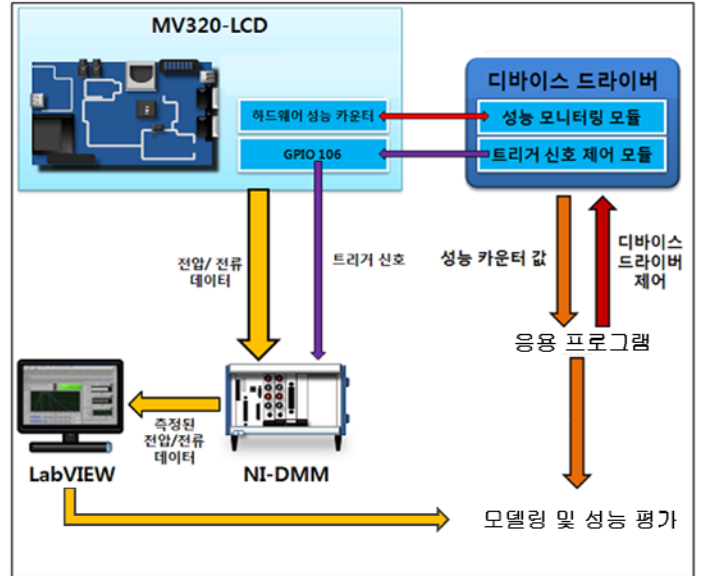 MV320-LCD
하드웨어 성능 카운터
GPIO 106
디바이스 드라이버
성능 모니터링 모듈
트리거 신호 제어 모듈
전압/ 전류
데이터
트리거 신호
성능 카운터 값
디바이스
드라이버
제어
응용 프로그램
측정된
전압/전류
데이터
LabVIEW
NI-DMM
모델링 및 성능 평가